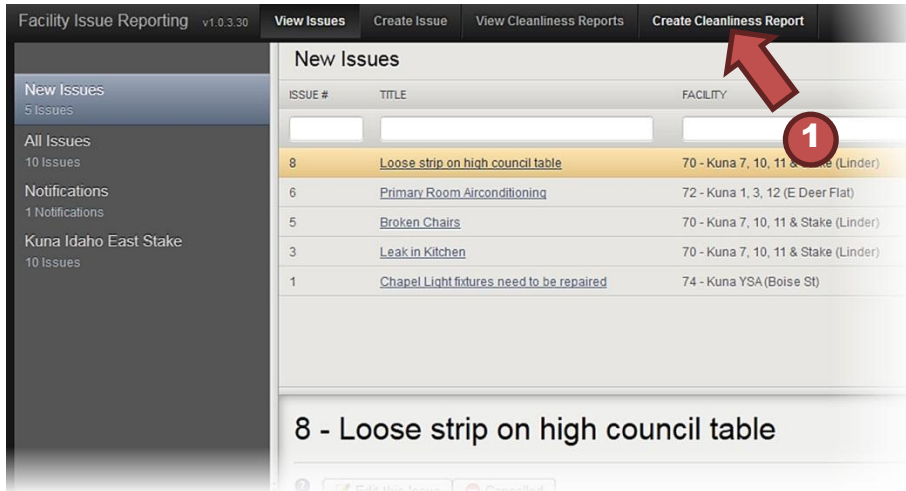 Facility Issue Reporting v1.0.3.30 View Issues Create Issue View Cleanliness Reports Create Cleanliness Report
New Issues
5 Issues
All Issues
10 Issues
Notifications
1 Notifications
Kuna Idaho East Stake
10 Issues
New Issues
ISSUE # TITLE FACILITY
1
8 Loose strip on high council table 70 - Kuna 7, 10, 11 & Stake (Linder)
6 Primary Room Airconditioning 72 - Kuna 1, 3, 12 (E Deer Flat)
5 Broken Chairs 70 - Kuna 7, 10, 11 & Stake (Linder)
3 Leak in Kitchen 70 - Kuna 7, 10, 11 & Stake (Linder)
1 Chapel Light fixtures need to be repaired 74 - Kuna YSA (Boise St)
8 - Loose strip on high council table
? Edit this Issue Cancelled